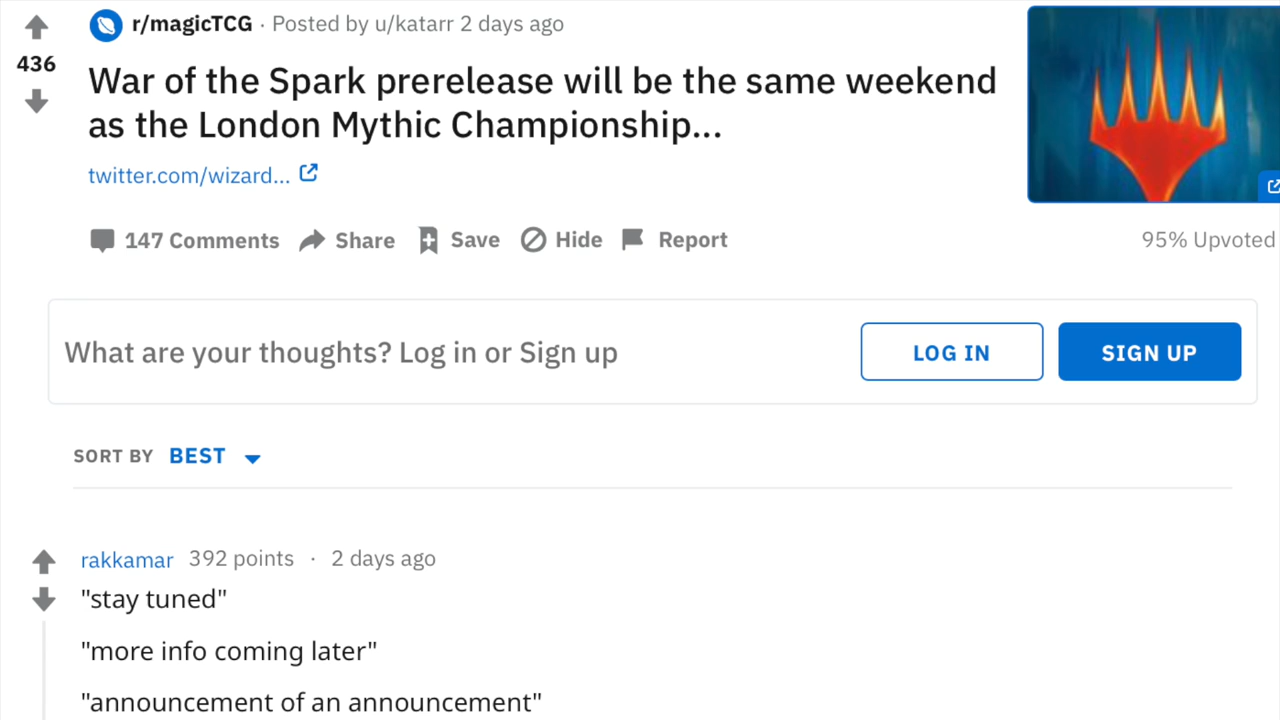 r/magicTCG · Posted by u/katarr 2 days ago
436
War of the Spark prerelease will be the same weekend
as the London Mythic Championship...
twitter.com/wizard...
147 Comments Share Save Hide Report 95% Upvoted
What are your thoughts? Log in or Sign up LOG IN SIGN UP
SORT BY BEST
rakkamar 392 points · 2 days ago
"stay tuned"
"more info coming later"
"announcement of an announcement"